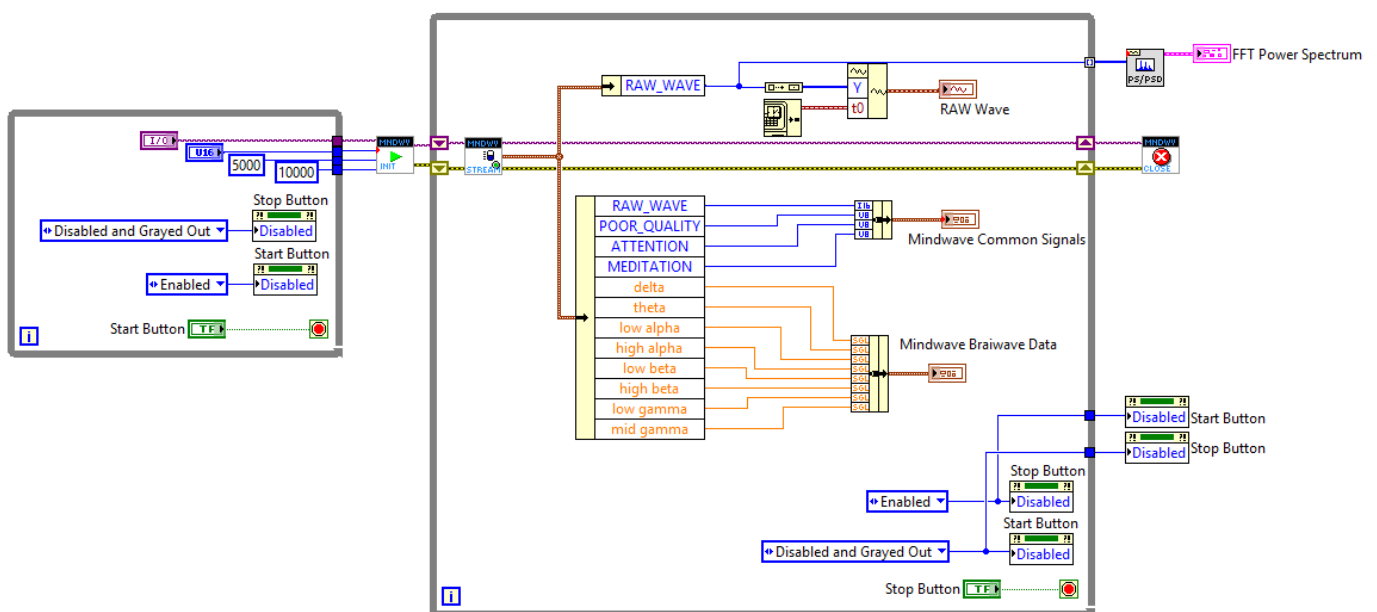 I/O
U16
5000
10000
MNDWV
INIT
Stop Button
Disabled and Grayed Out
Disabled
Start Button
Enabled
Disabled
Start Button
TF
i
RAW_WAVE
Y
t0
RAW Wave
PS/PSD
FFT Power Spectrum
MNDWV
STREAM
MNDWV
CLOSE
RAW_WAVE
POOR_QUALITY
ATTENTION
MEDITATION
delta
theta
low alpha
high alpha
low beta
high beta
low gamma
mid gamma
I16
U8
U8
U8
Mindwave Common Signals
SGL
SGL
SGL
SGL
SGL
SGL
SGL
SGL
Mindwave Braiwave Data
Disabled
Start Button
Disabled
Stop Button
Stop Button
Enabled
Disabled
Start Button
Disabled and Grayed Out
Disabled
Stop Button
TF
i